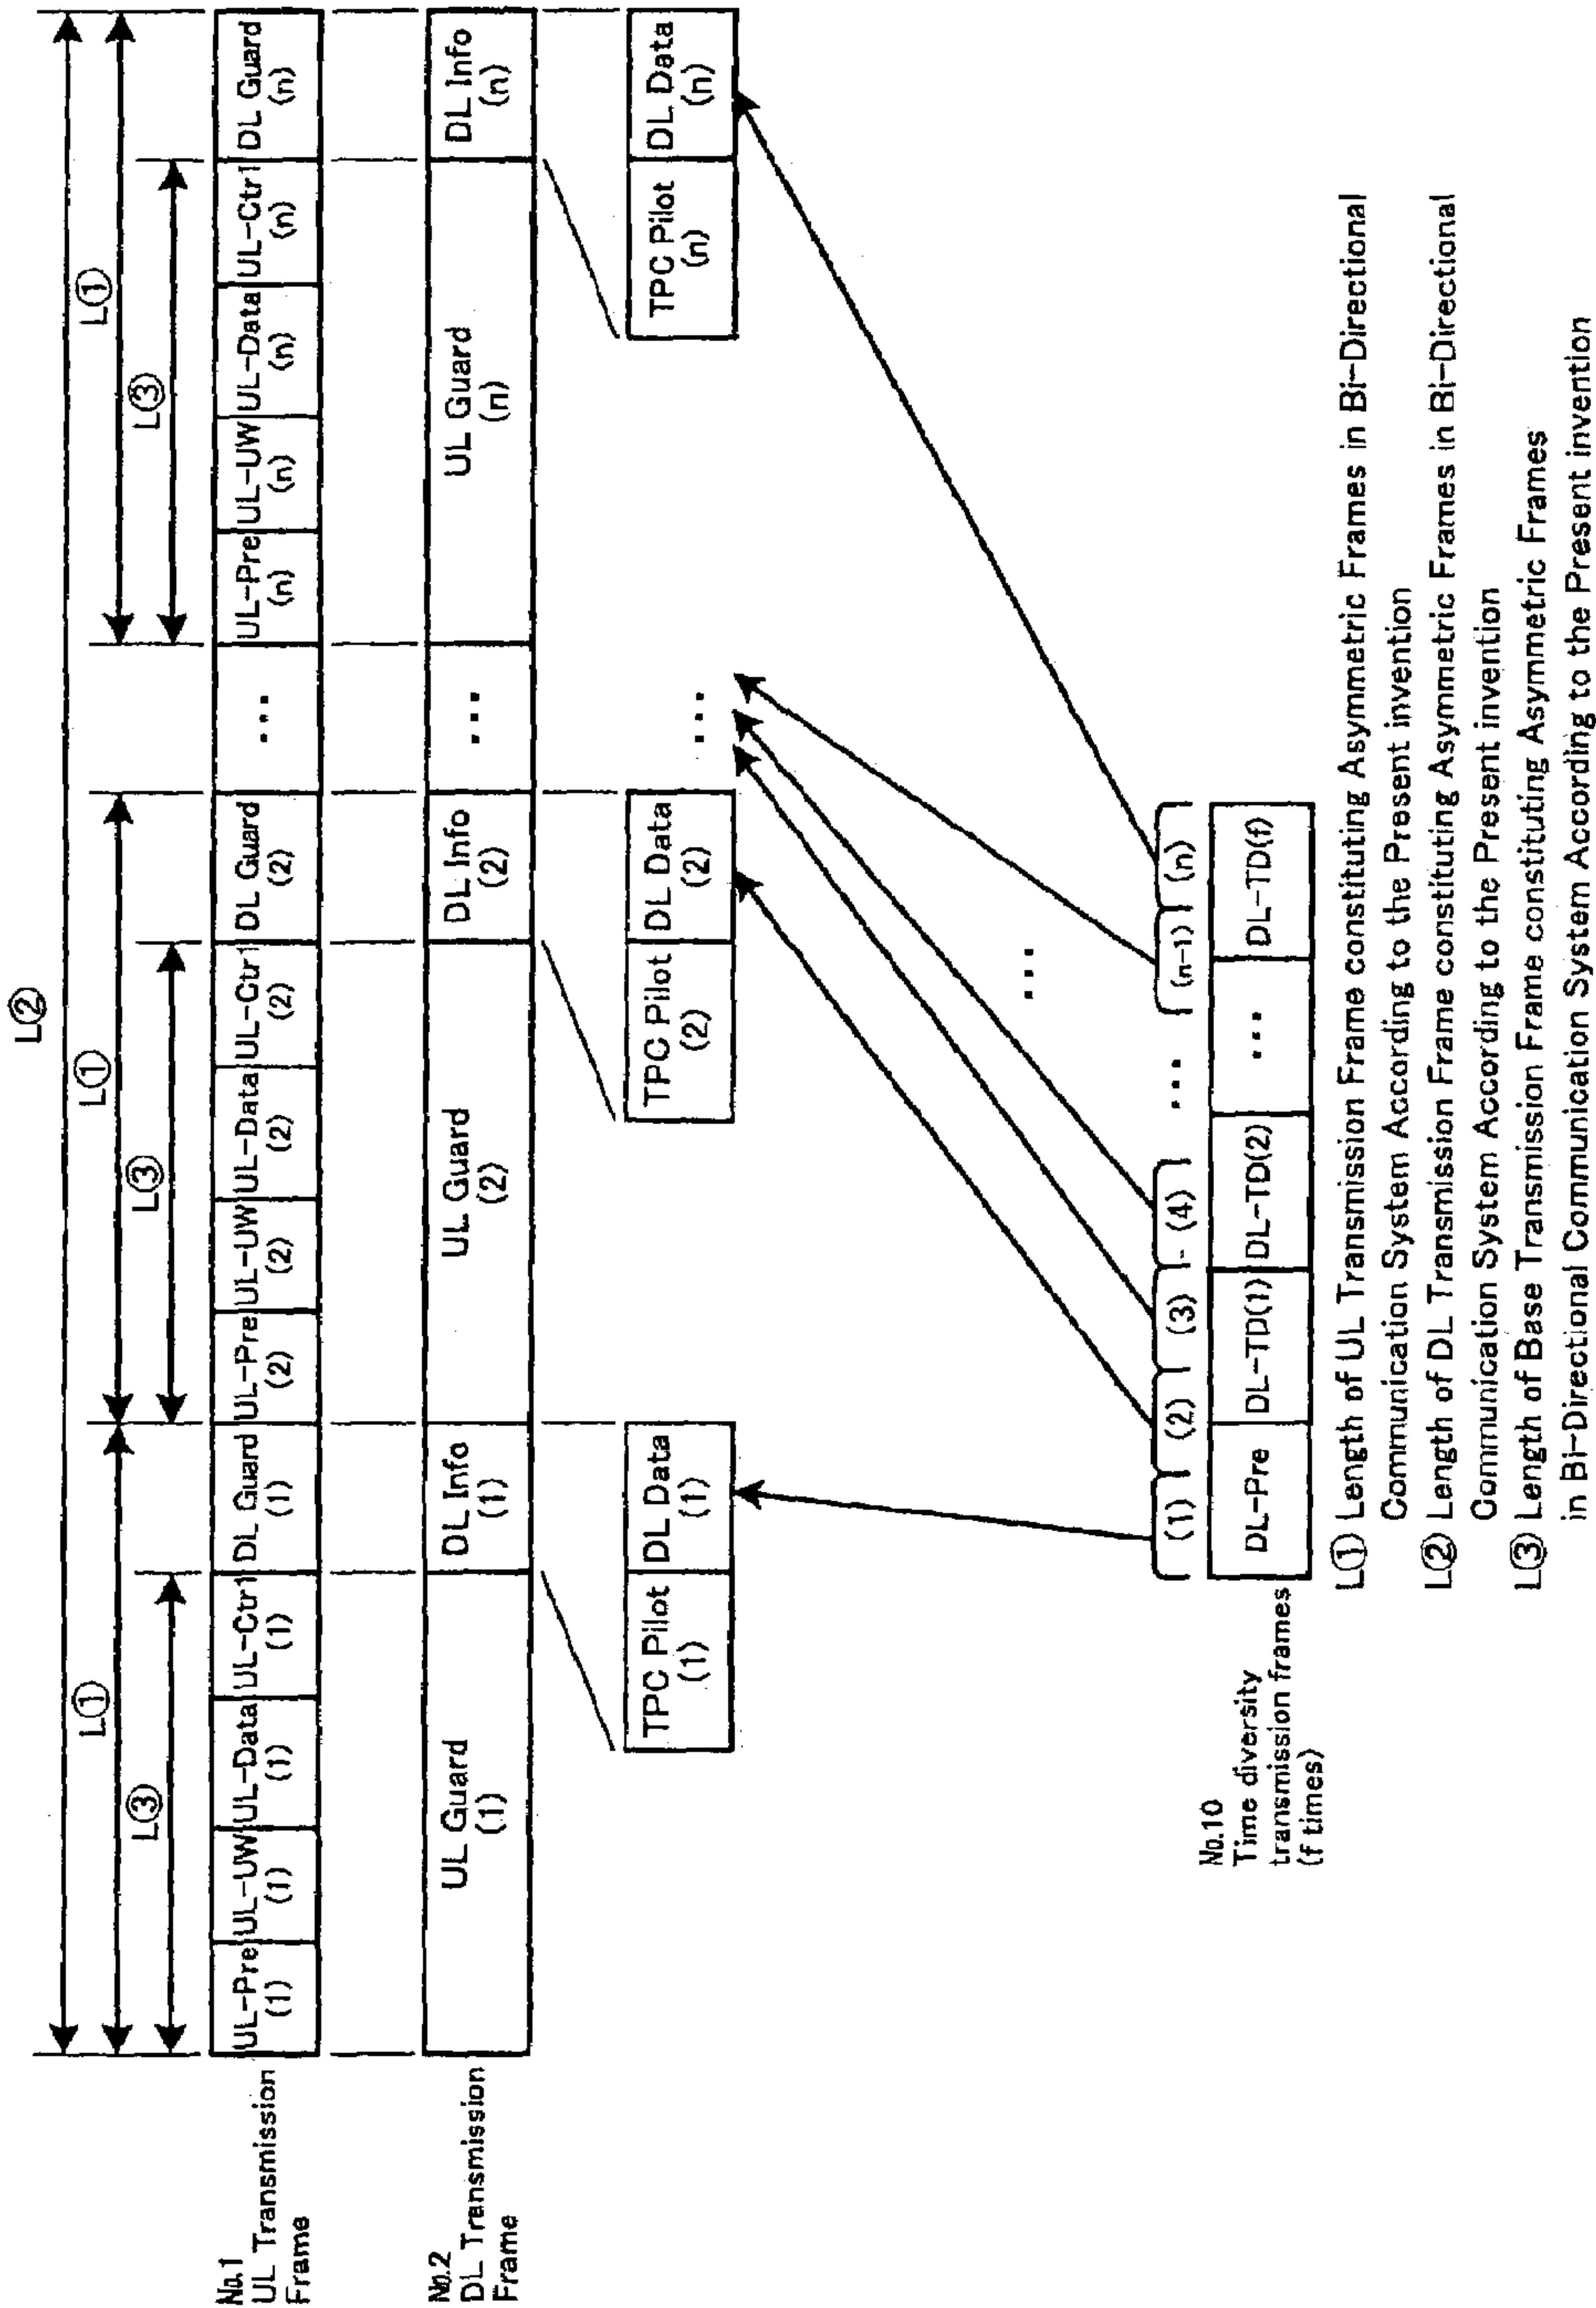 L②
L① L① L①
L③ L③ L③
No.1
UL Transmission
Frame
UL-Pre (1) UL-UW (1) UL-Data (1) UL-Ctrl (1) DL Guard (1) UL-Pre (2) UL-UW (2) UL-Data (2) UL-Ctrl (2) DL Guard (2) ... UL-Pre (n) UL-UW (n) UL-Data (n) UL-Ctrl (n) DL Guard (n)
No.2
DL Transmission
Frame
UL Guard (1) DL Info (1) UL Guard (2) DL Info (2) ... UL Guard (n) DL Info (n)
TPC Pilot (1) DL Data (1) TPC Pilot (2) DL Data (2) ... TPC Pilot (n) DL Data (n)
...
(1) (2) (3) - (4) ... (n-1) (n)
No.10
Time diversity
transmission frames
(f times)
DL-Pre DL-TD(1) DL-TD(2) ... DL-TD(f)
L① Length of UL Transmission Frame constituting Asymmetric Frames in Bi-Directional
Communication System According to the Present invention
L② Length of DL Transmission Frame constituting Asymmetric Frames in Bi-Directional
Communication System According to the Present invention
L③ Length of Base Transmission Frame constituting Asymmetric Frames
in Bi-Directional Communication System According to the Present invention